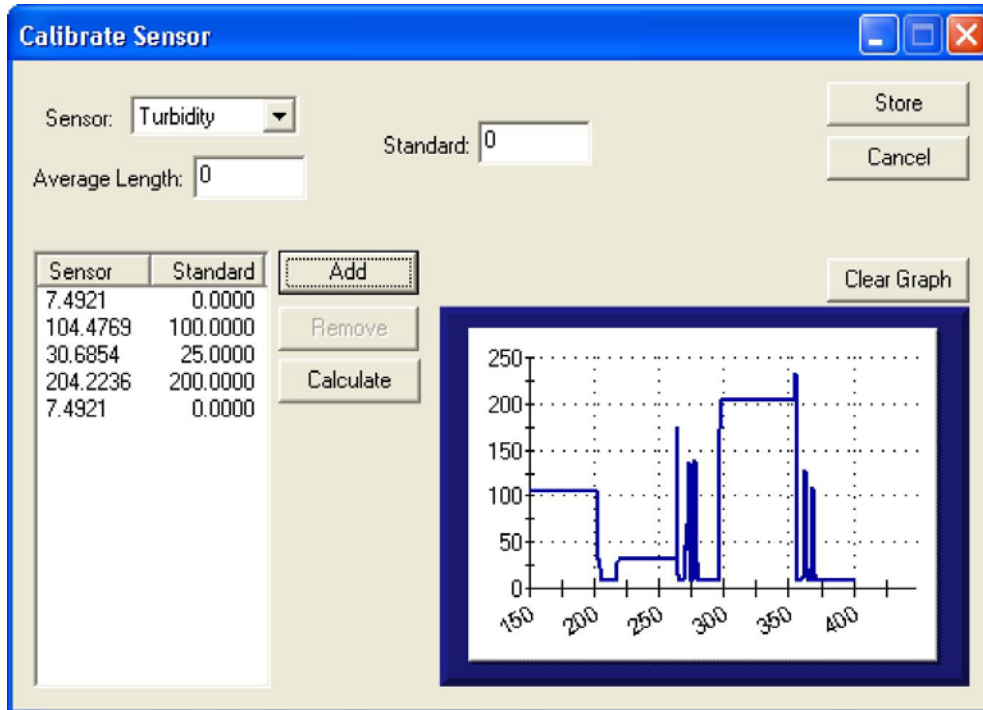 Calibrate Sensor
Sensor: Turbidity
Standard: 0
Store
Cancel
Average Length: 0
Sensor Standard
7.4921 0.0000
104.4769 100.0000
30.6854 25.0000
204.2236 200.0000
7.4921 0.0000
Add
Remove
Calculate
Clear Graph
250
200
150
100
50
0
150 200 250 300 350 400